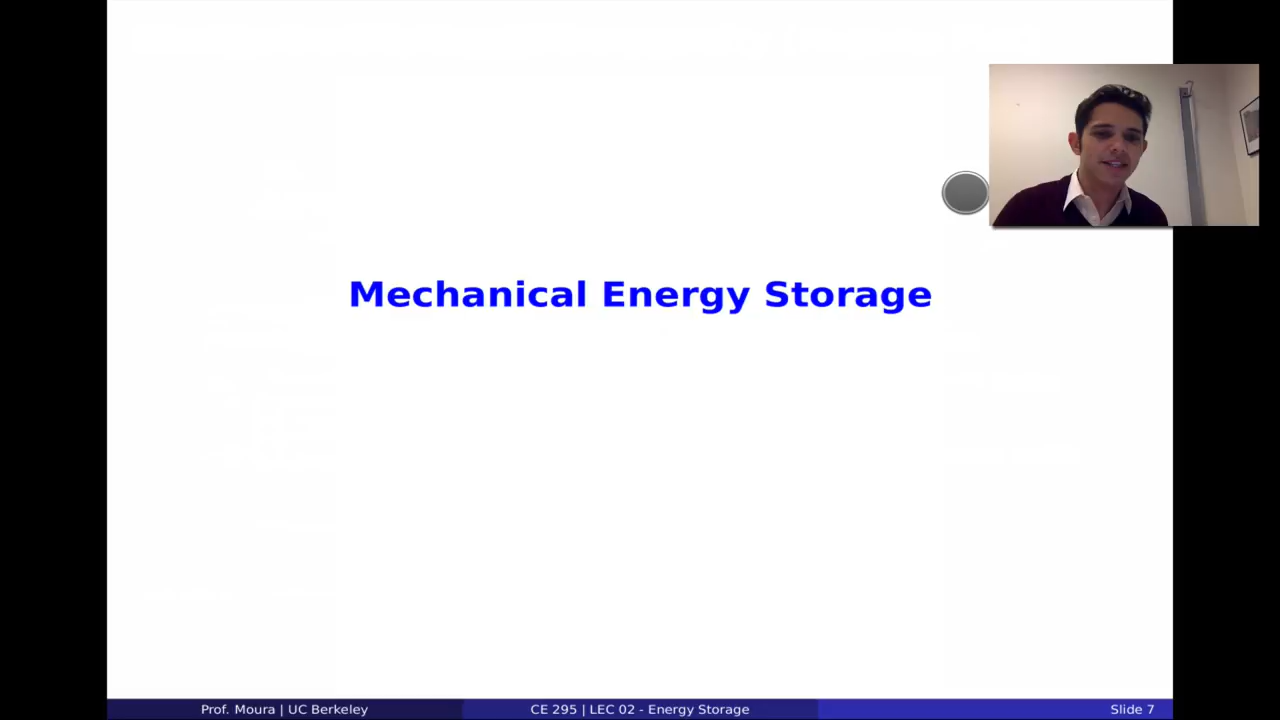 Mechanical Energy Storage
Prof. Moura | UC Berkeley
CE 295 | LEC 02 - Energy Storage
Slide 7